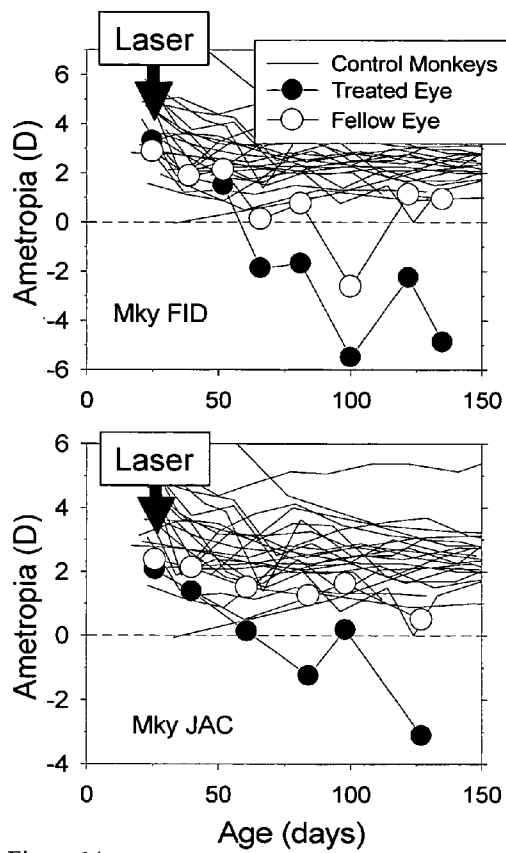 Laser
Control Monkeys
Treated Eye
Fellow Eye
6
4
2
0
-2
-4
-6
Ametropia (D)
Mky FID
0
50
100
150
Laser
6
4
2
0
-2
-4
Ametropia (D)
Mky JAC
0
50
100
150
Age (days)